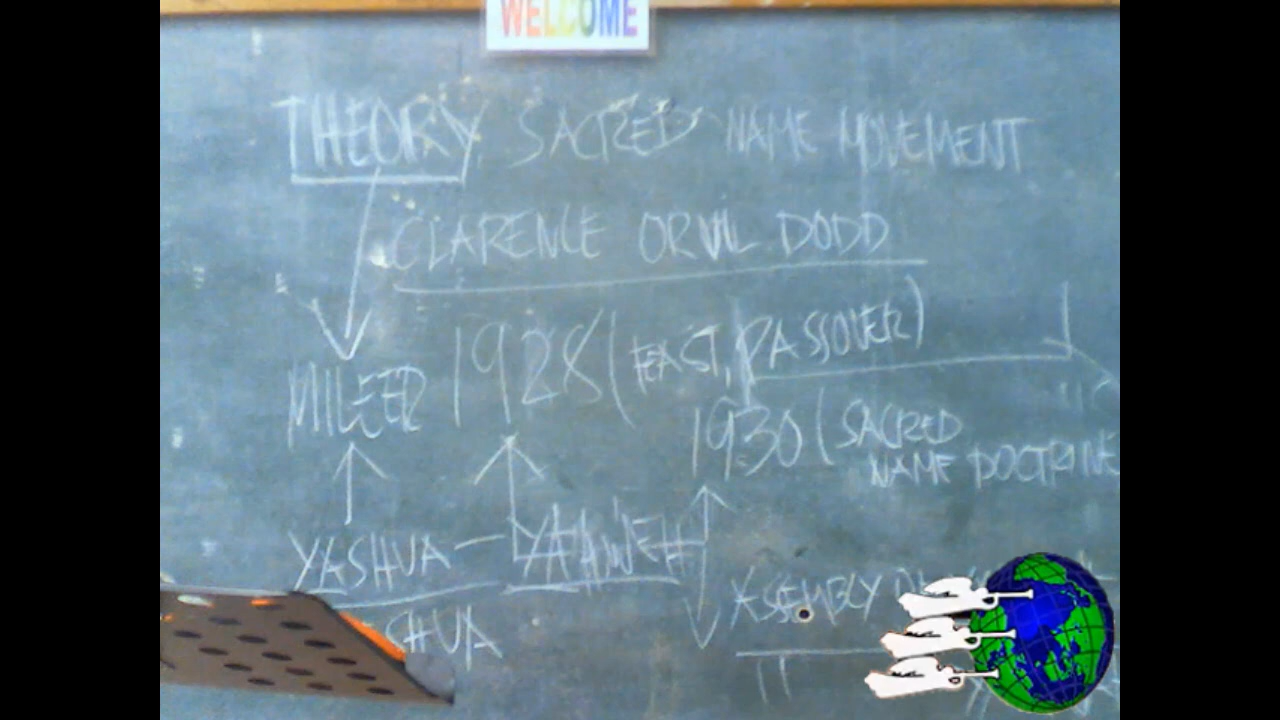 WELCOME
THEORY, SACRED NAME MOVEMENT
CLARENCE ORVIL DODD
1928 (FEAST, PASSOVER)
MILLER
1930 (SACRED
NAME DOCTRINE
YASHUA — YAHWEH
ASSEMBLY
SHUA